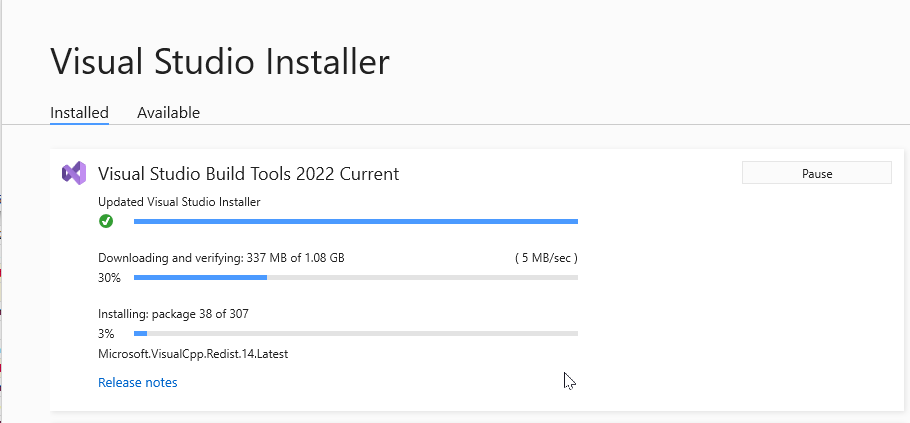 Visual Studio Installer
Installed Available
Visual Studio Build Tools 2022 Current Pause
Updated Visual Studio Installer
Downloading and verifying: 337 MB of 1.08 GB ( 5 MB/sec )
30%
Installing: package 38 of 307
3%
Microsoft.VisualCpp.Redist.14.Latest
Release notes